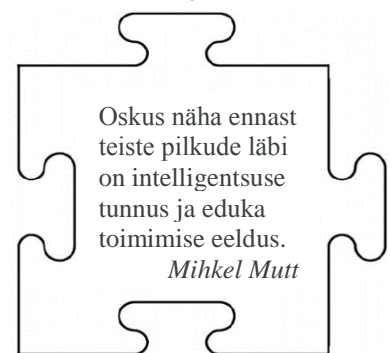 Oskus näha ennast
teiste pilkude läbi
on intelligentsuse
tunnus ja eduka
toimimise eeldus.
Mihkel Mutt